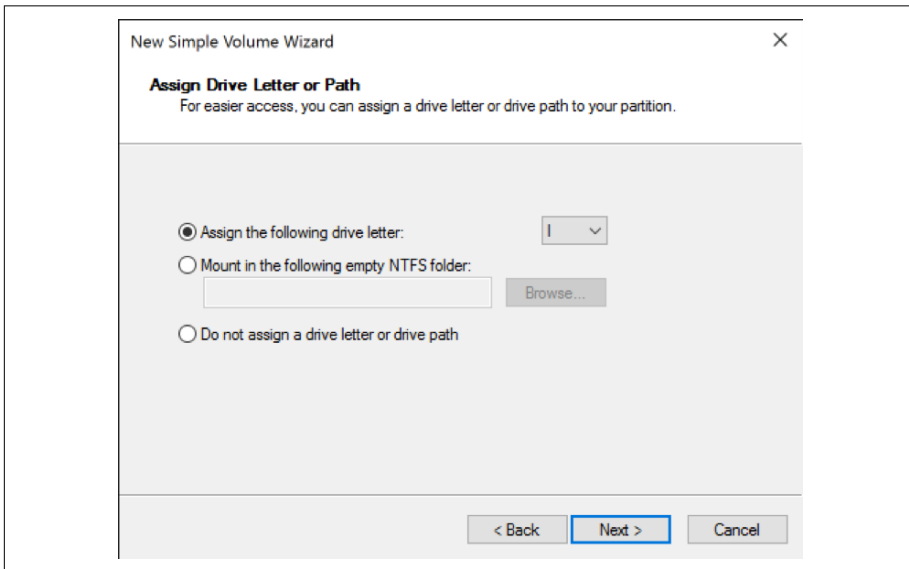 New Simple Volume Wizard
Assign Drive Letter or Path
For easier access, you can assign a drive letter or drive path to your partition.
Assign the following drive letter: I
Mount in the following empty NTFS folder:
Browse...
Do not assign a drive letter or drive path
< Back Next > Cancel